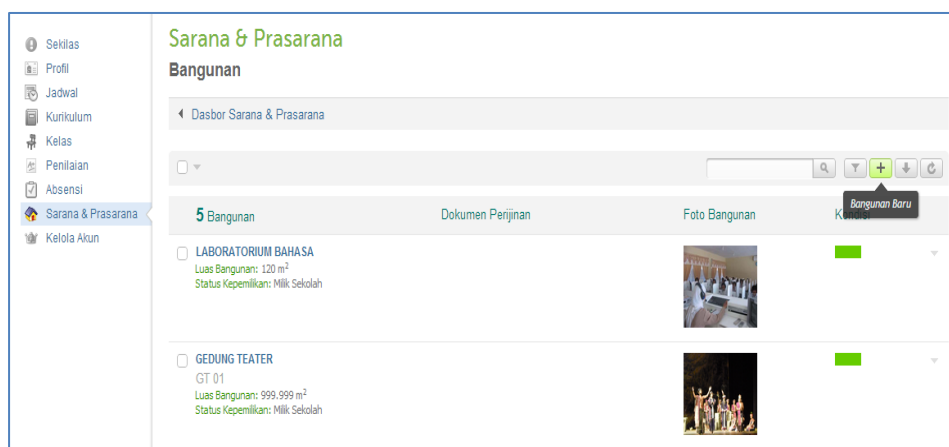 Sekilas
Profil
Jadwal
Kurikulum
Kelas
Penilaian
Absensi
Sarana & Prasarana
Kelola Akun
Sarana & Prasarana
Bangunan
Dasbor Sarana & Prasarana
Bangunan Baru
5 Bangunan Dokumen Perijinan Foto Bangunan Kondisi
LABORATORIUM BAHASA
Luas Bangunan: 120 m²
Status Kepemilikan: Milik Sekolah
GEDUNG TEATER
GT 01
Luas Bangunan: 999.999 m²
Status Kepemilikan: Milik Sekolah